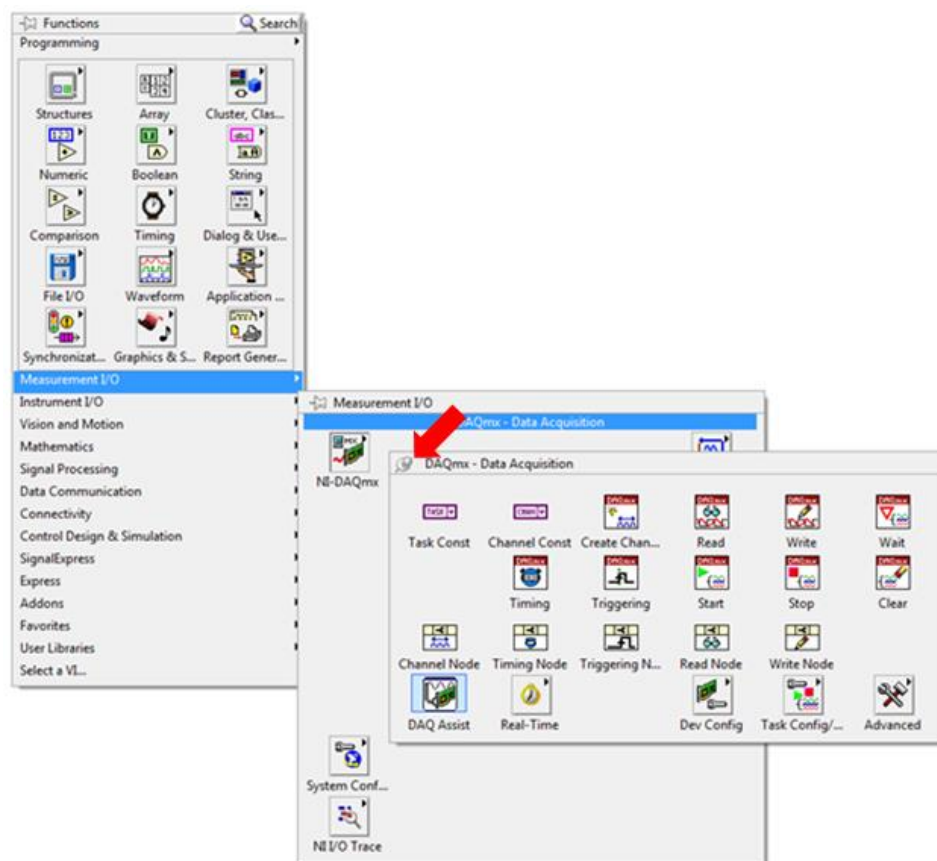 Functions Search
Programming
Structures Array Cluster, Clas...
Numeric Boolean String
Comparison Timing Dialog & Use...
File I/O Waveform Application ...
Synchronizat... Graphics & S... Report Gener...
Measurement I/O
Instrument I/O
Vision and Motion
Mathematics
Signal Processing
Data Communication
Connectivity
Control Design & Simulation
SignalExpress
Express
Addons
Favorites
User Libraries
Select a VI...
Measurement I/O
DAQmx - Data Acquisition
NI-DAQmx
DAQmx - Data Acquisition
Task Const Channel Const Create Chan... Read Write Wait
Timing Triggering Start Stop Clear
Channel Node Timing Node Triggering N... Read Node Write Node
DAQ Assist Real-Time Dev Config Task Config/... Advanced
System Conf...
NI I/O Trace